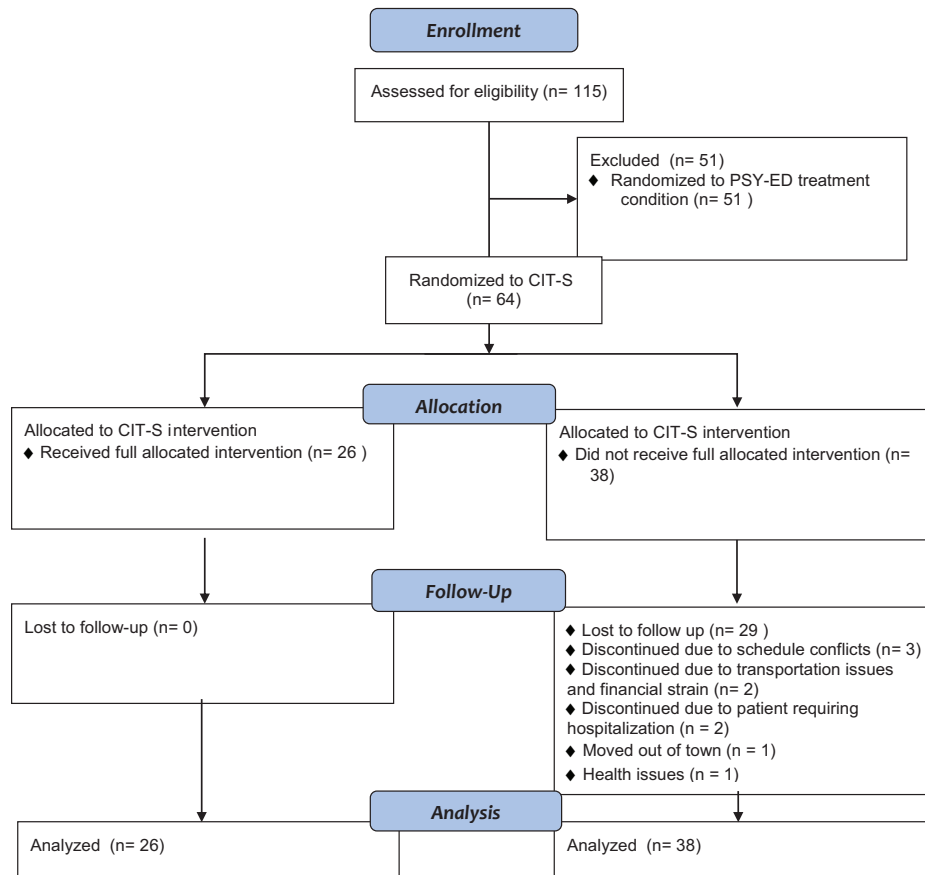 Enrollment
Assessed for eligibility (n= 115)
Excluded (n= 51)
♦ Randomized to PSY-ED treatment
condition (n= 51 )
Randomized to CIT-S
(n= 64)
Allocation
Allocated to CIT-S intervention
♦ Received full allocated intervention (n= 26 )
Allocated to CIT-S intervention
♦ Did not receive full allocated intervention (n=
38)
Follow-Up
Lost to follow-up (n= 0)
♦ Lost to follow up (n= 29 )
♦ Discontinued due to schedule conflicts (n= 3)
♦ Discontinued due to transportation issues
and financial strain (n= 2)
♦ Discontinued due to patient requiring
hospitalization (n = 2)
♦ Moved out of town (n = 1)
♦ Health issues (n = 1)
Analysis
Analyzed (n= 26)
Analyzed (n= 38)